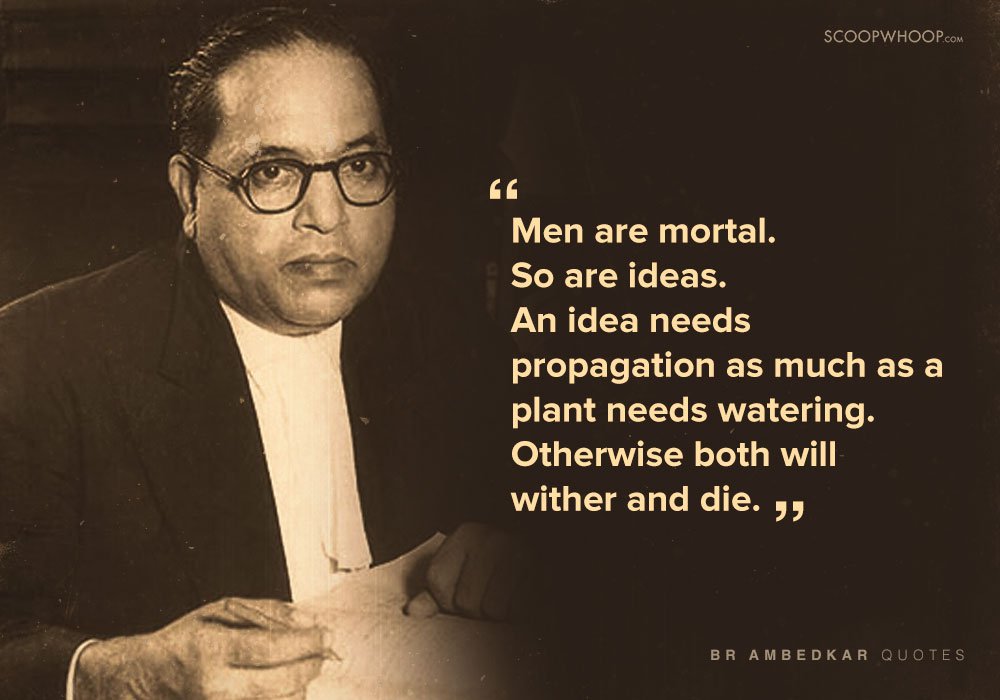 SCOOPWHOOP.COM
“
Men are mortal.
So are ideas.
An idea needs
propagation as much as a
plant needs watering.
Otherwise both will
wither and die. ”
BR AMBEDKAR QUOTES